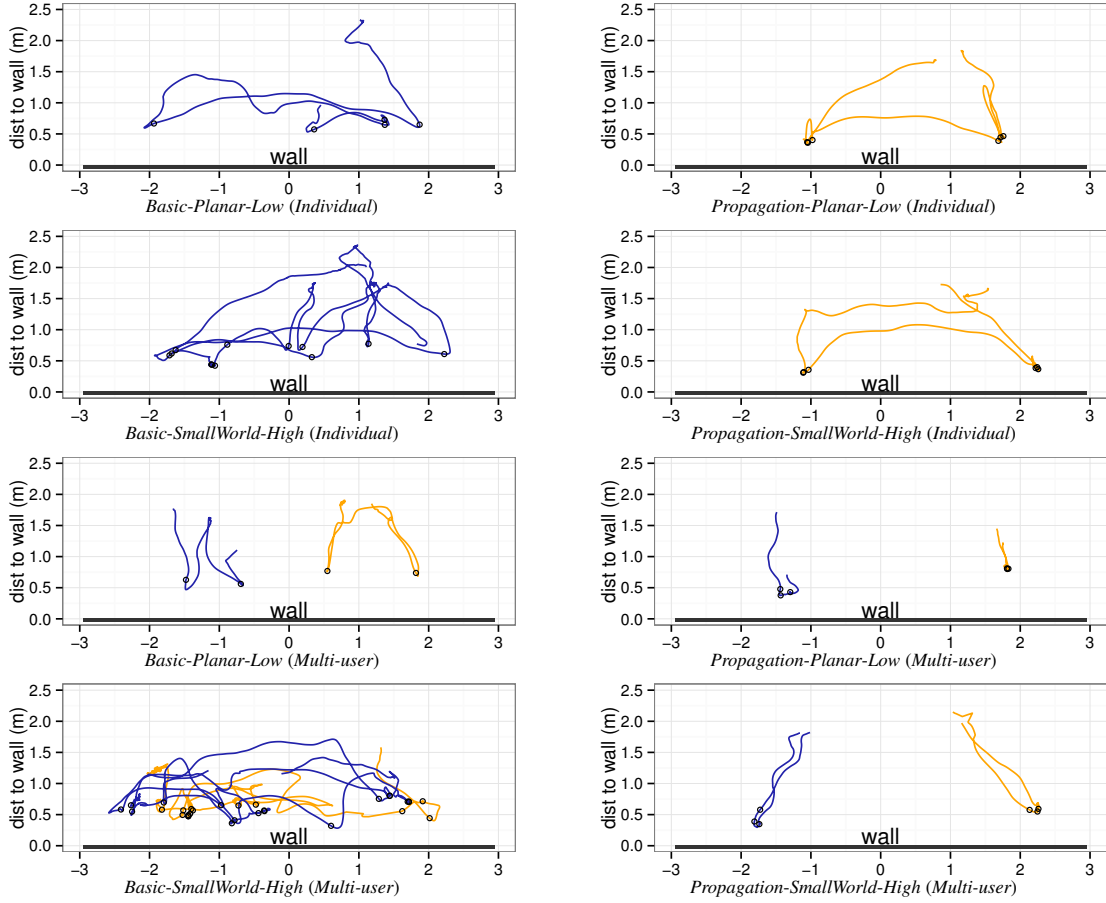 dist to wall (m)
2.5
2.0
1.5
1.0
0.5
0.0
wall
−3 −2 −1 0 1 2 3
Basic-Planar-Low (Individual)
dist to wall (m)
2.5
2.0
1.5
1.0
0.5
0.0
wall
−3 −2 −1 0 1 2 3
Propagation-Planar-Low (Individual)
dist to wall (m)
2.5
2.0
1.5
1.0
0.5
0.0
wall
−3 −2 −1 0 1 2 3
Basic-SmallWorld-High (Individual)
dist to wall (m)
2.5
2.0
1.5
1.0
0.5
0.0
wall
−3 −2 −1 0 1 2 3
Propagation-SmallWorld-High (Individual)
dist to wall (m)
2.5
2.0
1.5
1.0
0.5
0.0
wall
−3 −2 −1 0 1 2 3
Basic-Planar-Low (Multi-user)
dist to wall (m)
2.5
2.0
1.5
1.0
0.5
0.0
wall
−3 −2 −1 0 1 2 3
Propagation-Planar-Low (Multi-user)
dist to wall (m)
2.5
2.0
1.5
1.0
0.5
0.0
wall
−3 −2 −1 0 1 2 3
Basic-SmallWorld-High (Multi-user)
dist to wall (m)
2.5
2.0
1.5
1.0
0.5
0.0
wall
−3 −2 −1 0 1 2 3
Propagation-SmallWorld-High (Multi-user)